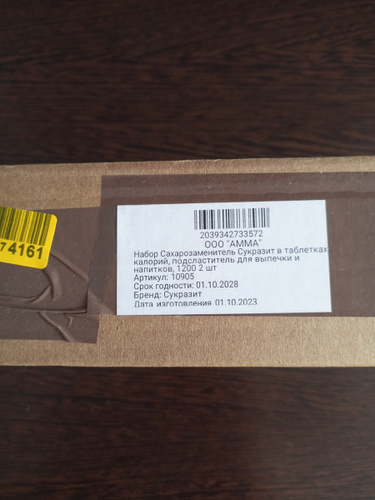 74161
2039342733572
ООО "АММА"
Набор Сахарозаменитель Сукразит в таблетках
калорий, подсластитель для выпечки и
напитков, 1200 2 шт
Артикул: 10905
Срок годности: 01.10.2028
Бренд: Сукразит
Дата изготовления 01.10.2023